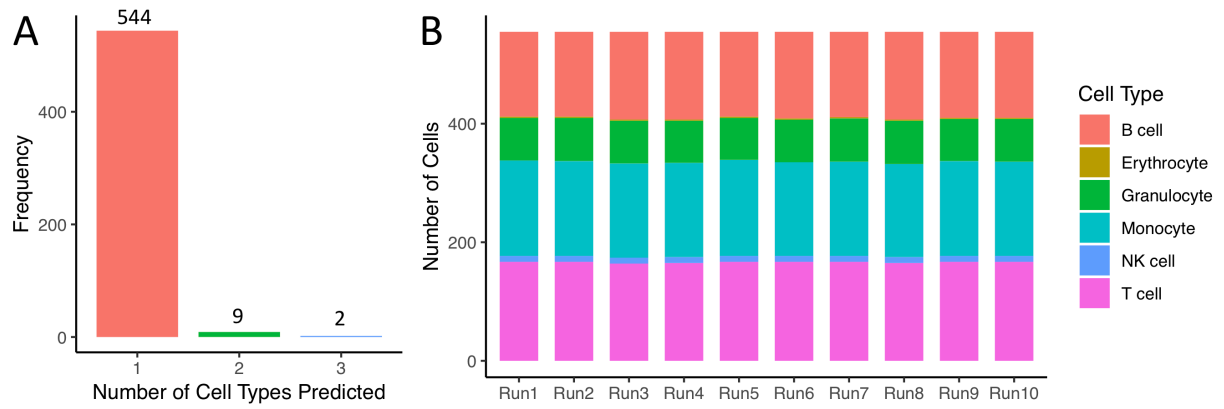 A
544
9
2
400
200
0
Frequency
1 2 3
Number of Cell Types Predicted
B
400
200
0
Number of Cells
Run1 Run2 Run3 Run4 Run5 Run6 Run7 Run8 Run9 Run10
Cell Type
B cell
Erythrocyte
Granulocyte
Monocyte
NK cell
T cell